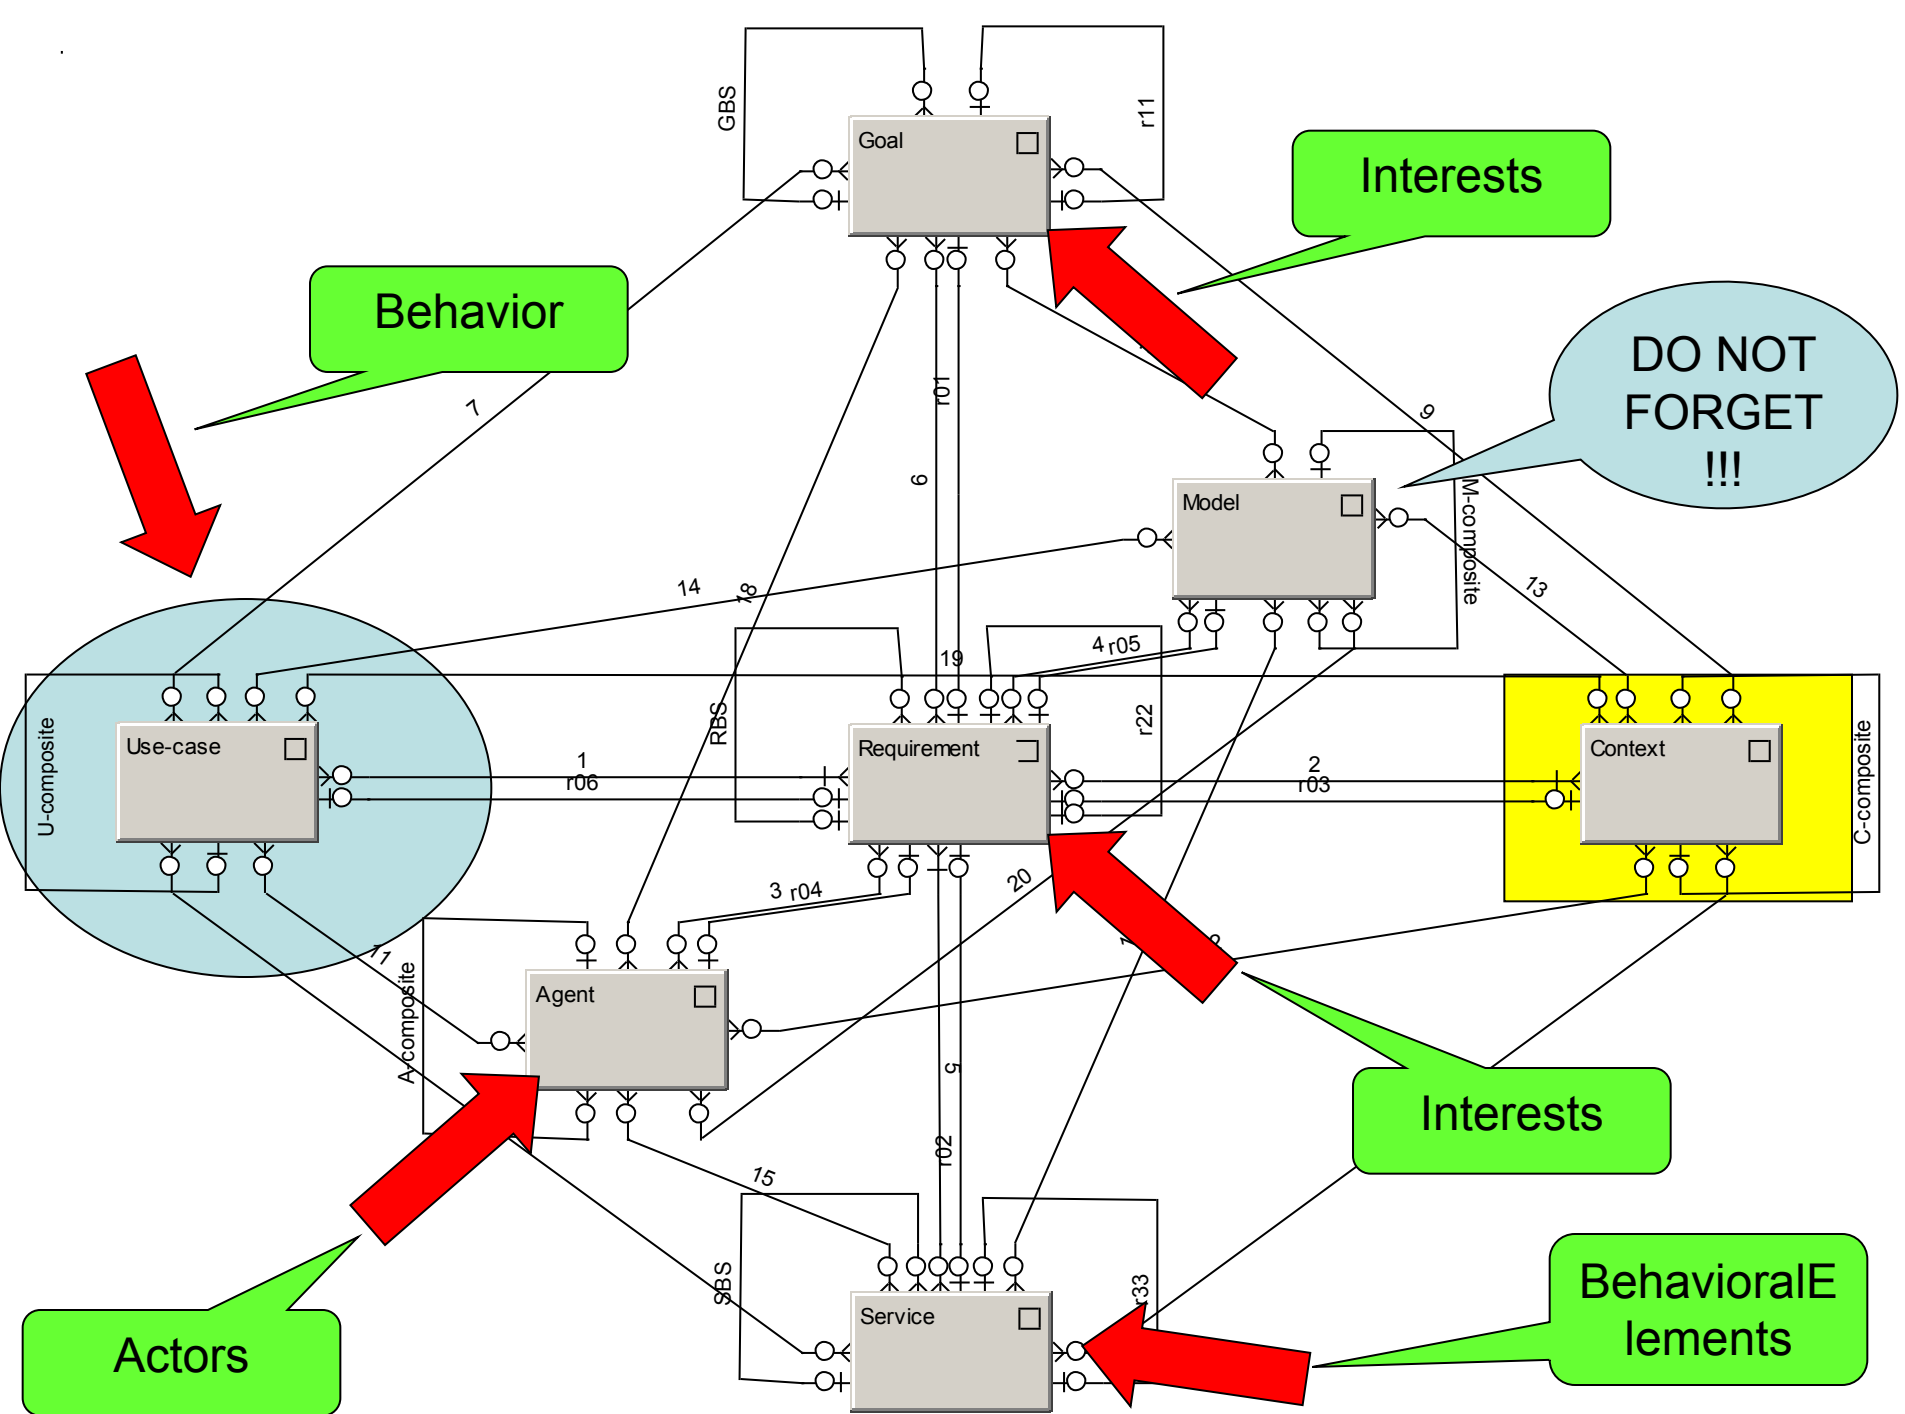 .
GBS
r11
Goal
Interests
Behavior
DO NOT
FORGET
!!!
7
r01
9
6
Model
M-composite
14
18
13
4
r05
19
RBS
r22
U-composite
Use-case
Requirement
Context
C-composite
1
r06
2
r03
3
r04
20
11
A-composite
Agent
5
r02
Interests
15
SBS
r33
Service
BehavioralE
lements
Actors